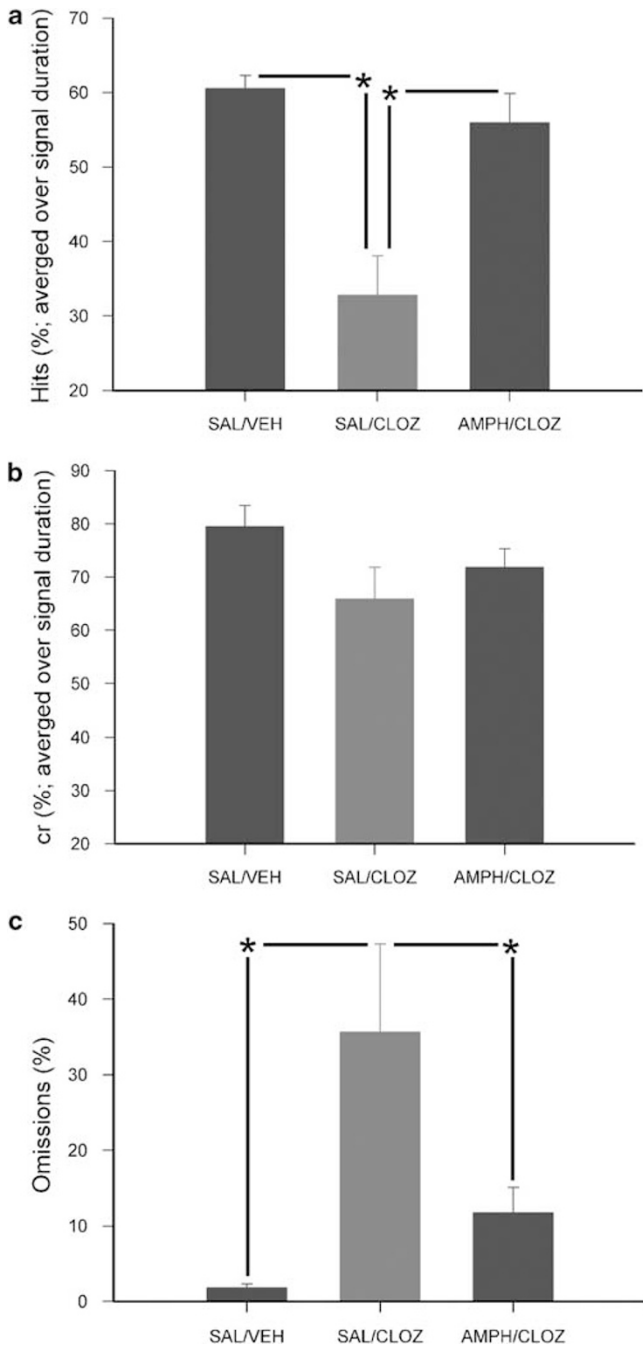 a
70
60
50
40
30
20
Hits (%; averged over signal duration)
*
*
SAL/VEH SAL/CLOZ AMPH/CLOZ
b
90
80
70
60
50
40
30
20
cr (%; averged over signal duration)
SAL/VEH SAL/CLOZ AMPH/CLOZ
c
50
40
30
20
10
0
Omissions (%)
* *
SAL/VEH SAL/CLOZ AMPH/CLOZ